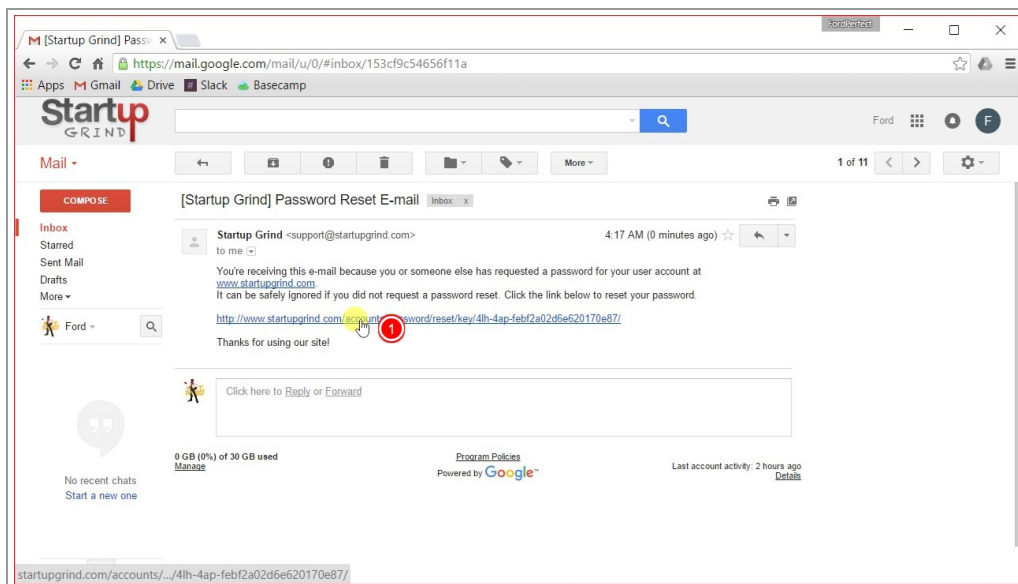 FordPerfect
[Startup Grind] Passw
https://mail.google.com/mail/u/0/#inbox/153cf9c54656f11a
Apps Gmail Drive Slack Basecamp
Startup
GRIND
Ford F
Mail More 1 of 11
COMPOSE
[Startup Grind] Password Reset E-mail Inbox x
Inbox
Starred
Sent Mail
Drafts
More
Ford
Startup Grind <support@startupgrind.com> 4:17 AM (0 minutes ago)
to me
You're receiving this e-mail because you or someone else has requested a password for your user account at
www.startupgrind.com.
It can be safely ignored if you did not request a password reset. Click the link below to reset your password.
http://www.startupgrind.com/accounts/password/reset/key/4lh-4ap-febf2a02d6e620170e87/
1
Thanks for using our site!
Click here to Reply or Forward
0 GB (0%) of 30 GB used
Manage
Program Policies
Powered by Google™
Last account activity: 2 hours ago
Details
No recent chats
Start a new one
startupgrind.com/accounts/.../4lh-4ap-febf2a02d6e620170e87/